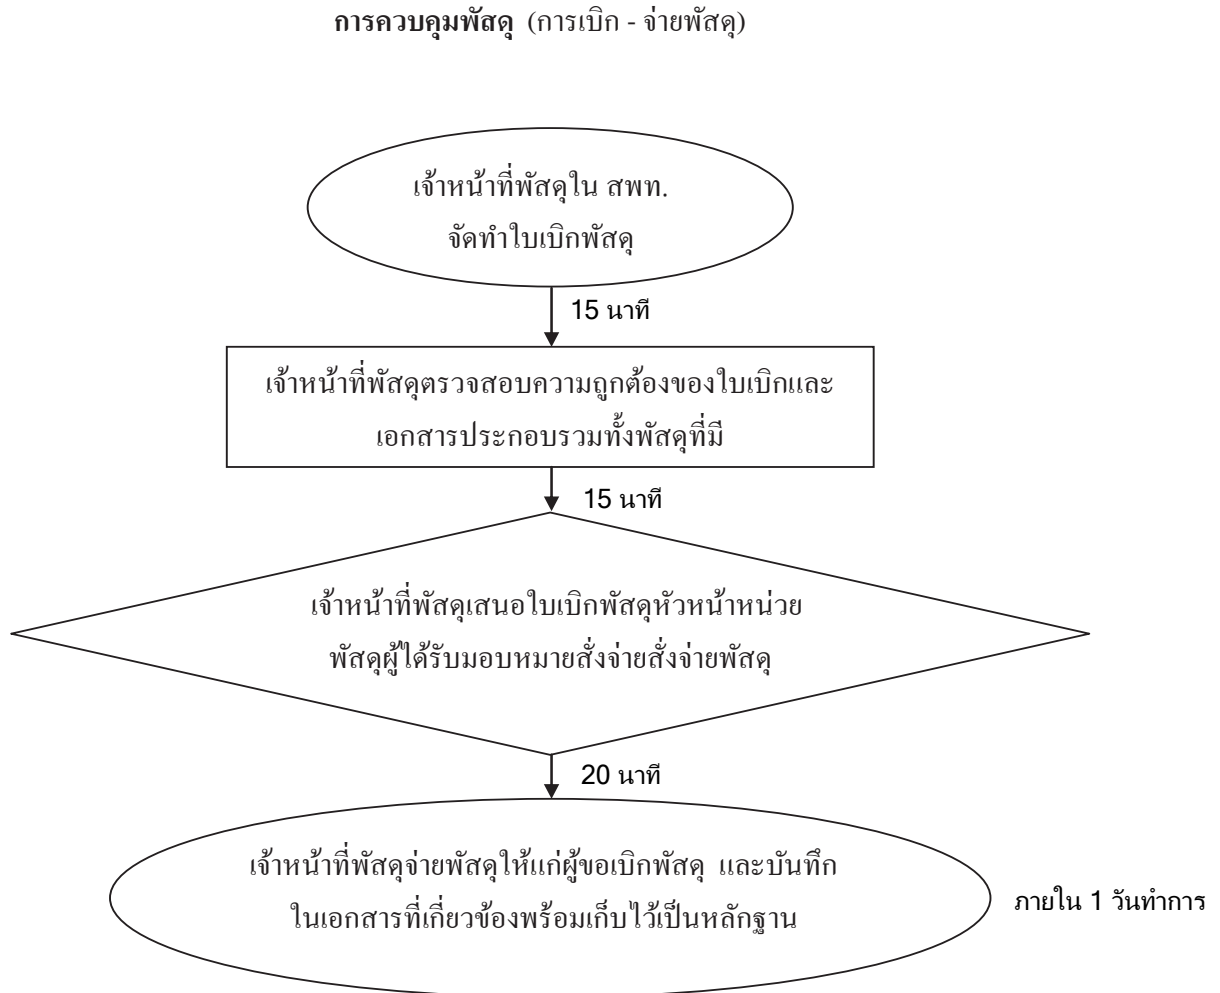 การควบคุมพัสดุ (การเบิก - จ่ายพัสดุ)
เจ้าหน้าที่พัสดุใน สพท.
จัดทำใบเบิกพัสดุ
15 นาที
เจ้าหน้าที่พัสดุตรวจสอบความถูกต้องของใบเบิกและ
เอกสารประกอบรวมทั้งพัสดุที่มี
15 นาที
เจ้าหน้าที่พัสดุเสนอใบเบิกพัสดุหัวหน้าหน่วย
พัสดุผู้ได้รับมอบหมายสั่งจ่ายสั่งจ่ายพัสดุ
20 นาที
เจ้าหน้าที่พัสดุจ่ายพัสดุให้แก่ผู้ขอเบิกพัสดุ และบันทึก
ในเอกสารที่เกี่ยวข้องพร้อมเก็บไว้เป็นหลักฐาน
ภายใน 1 วันทำการ